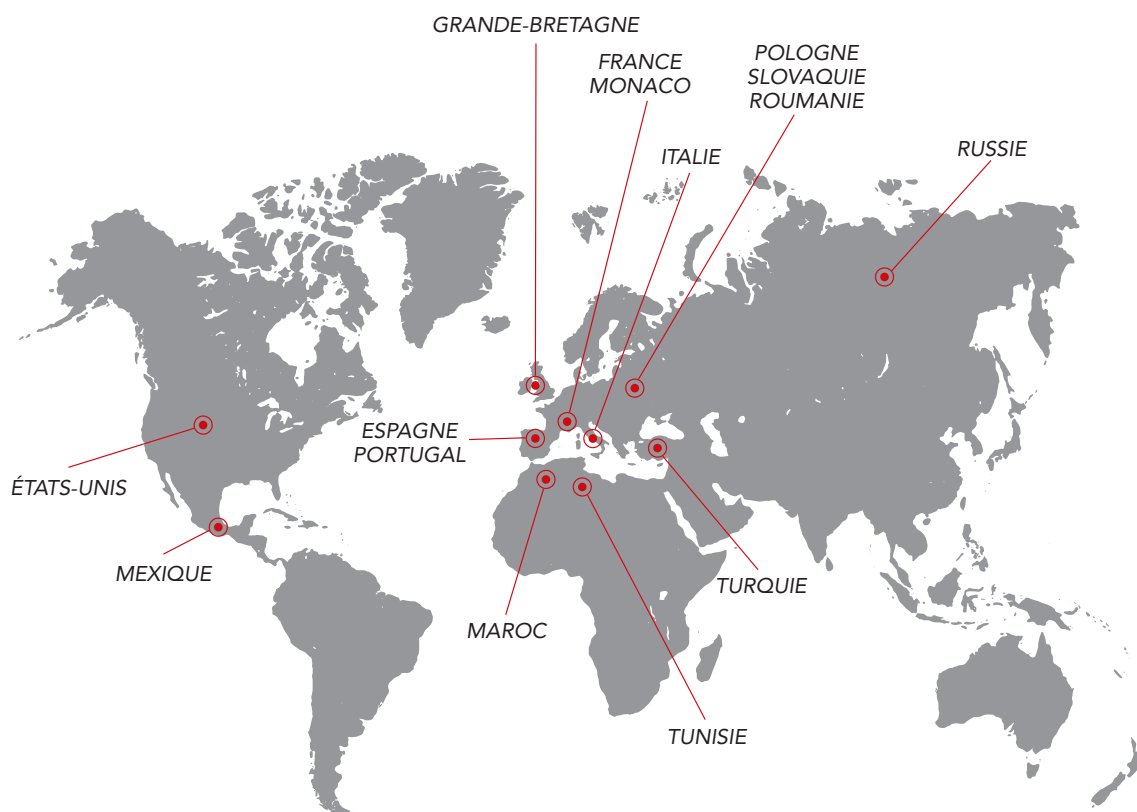 GRANDE-BRETAGNE
FRANCE
MONACO
POLOGNE
SLOVAQUIE
ROUMANIE
ITALIE
RUSSIE
ESPAGNE
PORTUGAL
ÉTATS-UNIS
MEXIQUE
MAROC
TURQUIE
TUNISIE